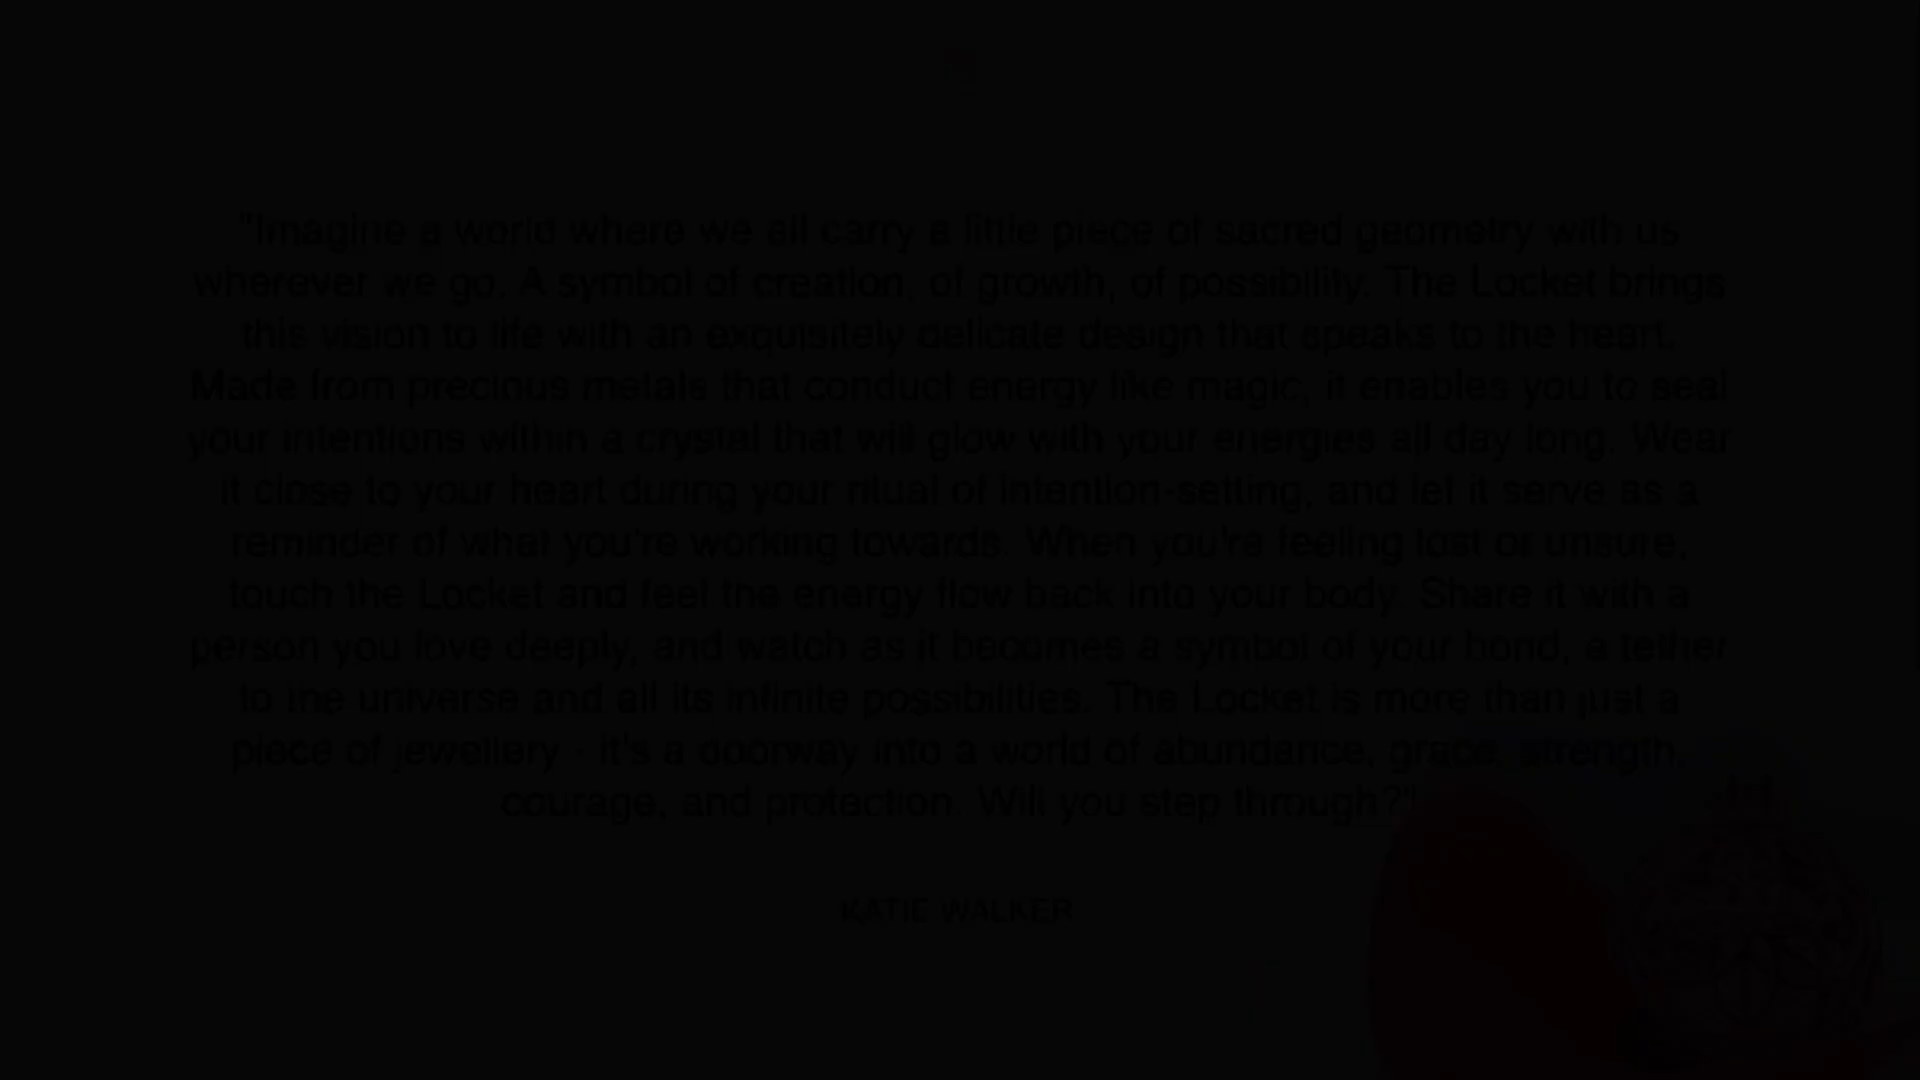 "Imagine a world where we all carry a little piece of sacred geometry with us
wherever we go. A symbol of creation, of growth, of possibility. The Locket brings
this vision to life with an exquisitely delicate design that speaks to the heart.
Made from precious metals that conduct energy like magic, it enables you to seal
your intentions within a crystal that will glow with your energies all day long. Wear
it close to your heart during your ritual of intention-setting, and let it serve as a
reminder of what you're working towards. When you're feeling lost or unsure,
touch the Locket and feel the energy flow back into your body. Share it with a
person you love deeply, and watch as it becomes a symbol of your bond, a tether
to the universe and all its infinite possibilities. The Locket is more than just a
piece of jewellery - it's a doorway into a world of abundance, grace, strength,
courage, and protection. Will you step through?"
KATIE WALKER